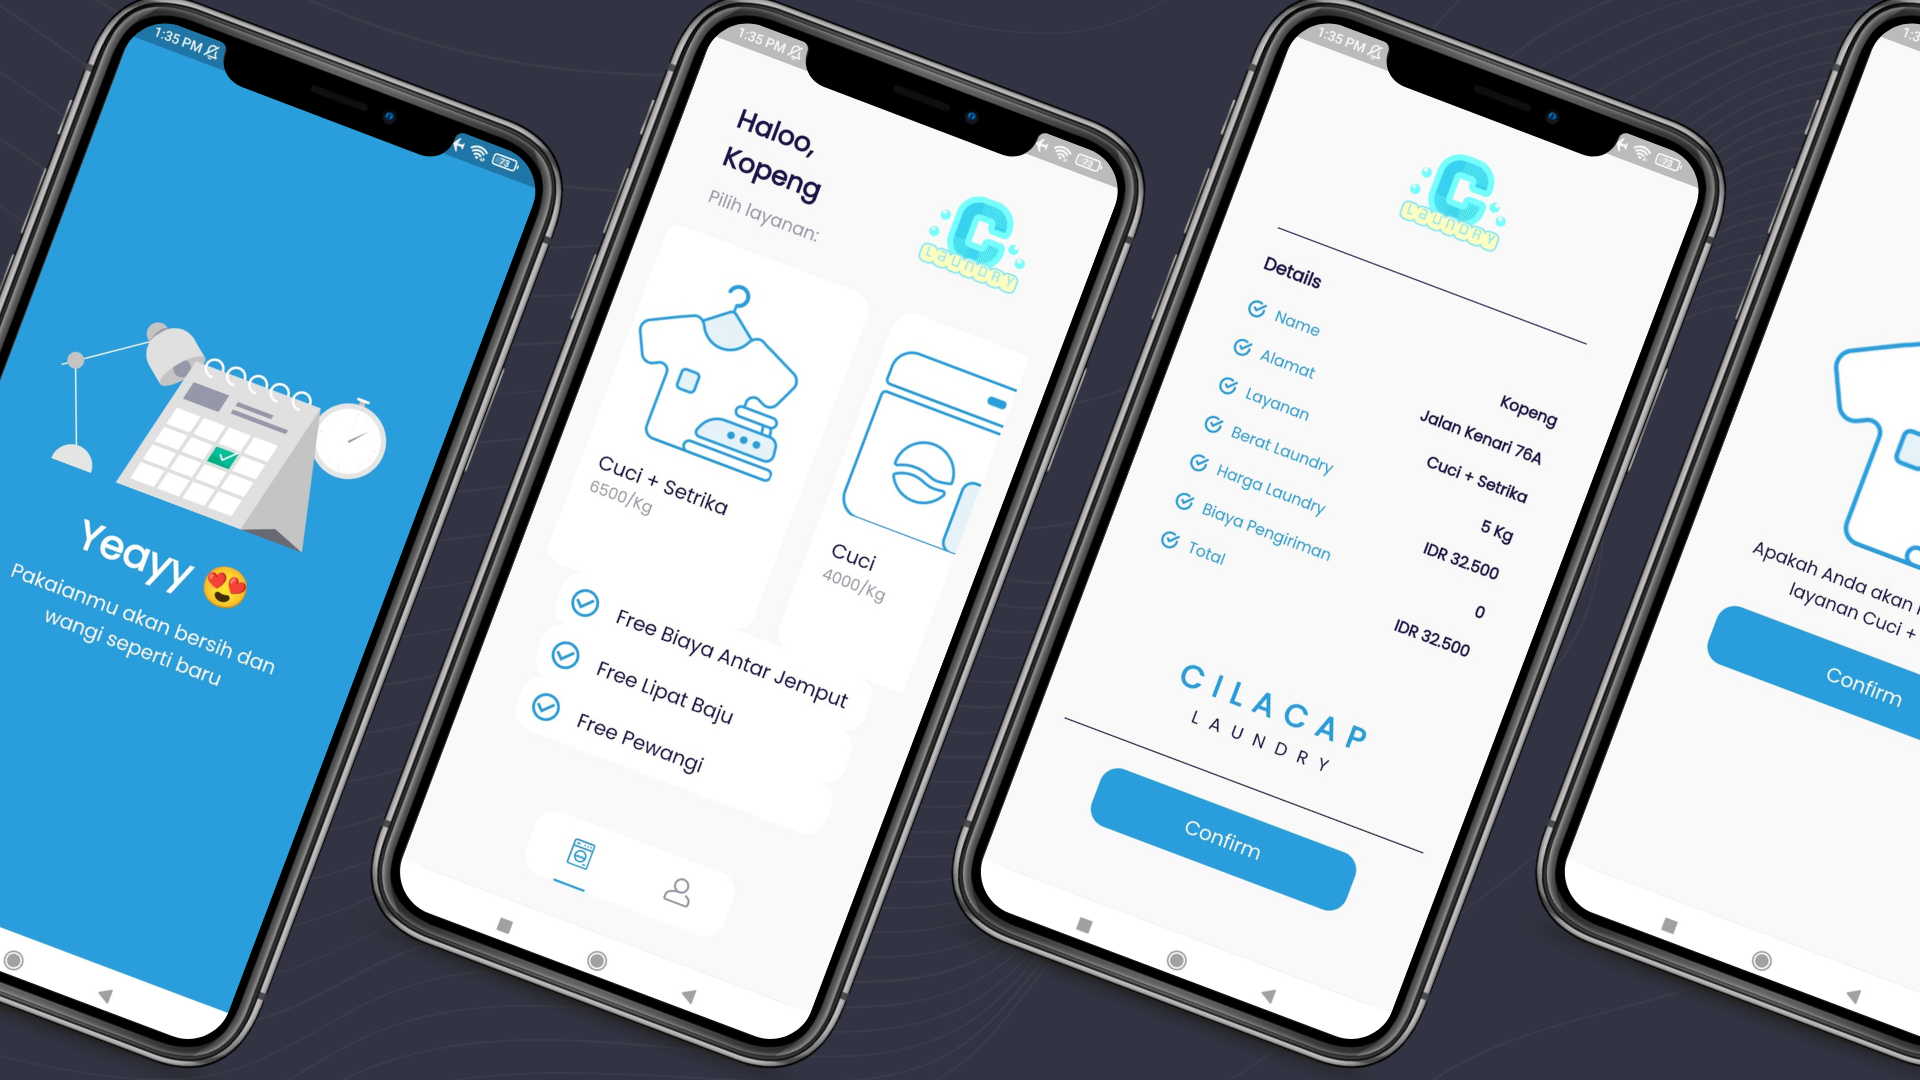 1:35 PM
73
Yeayy 😍
Pakaianmu akan bersih dan
wangi seperti baru
1:35 PM
73
Haloo,
Kopeng
Pilih layanan:
C
LAUNDRY
Cuci + Setrika
6500/Kg
Cuci
4000/Kg
Free Biaya Antar Jemput
Free Lipat Baju
Free Pewangi
1:35 PM
73
C
LAUNDRY
Details
Name
Kopeng
Alamat
Jalan Kenari 76A
Layanan
Cuci + Setrika
Berat Laundry
5 Kg
Harga Laundry
IDR 32.500
Biaya Pengiriman
0
Total
IDR 32.500
CILACAP
LAUNDRY
Confirm
1:3
Apakah Anda akan
layanan Cuci +
Confirm